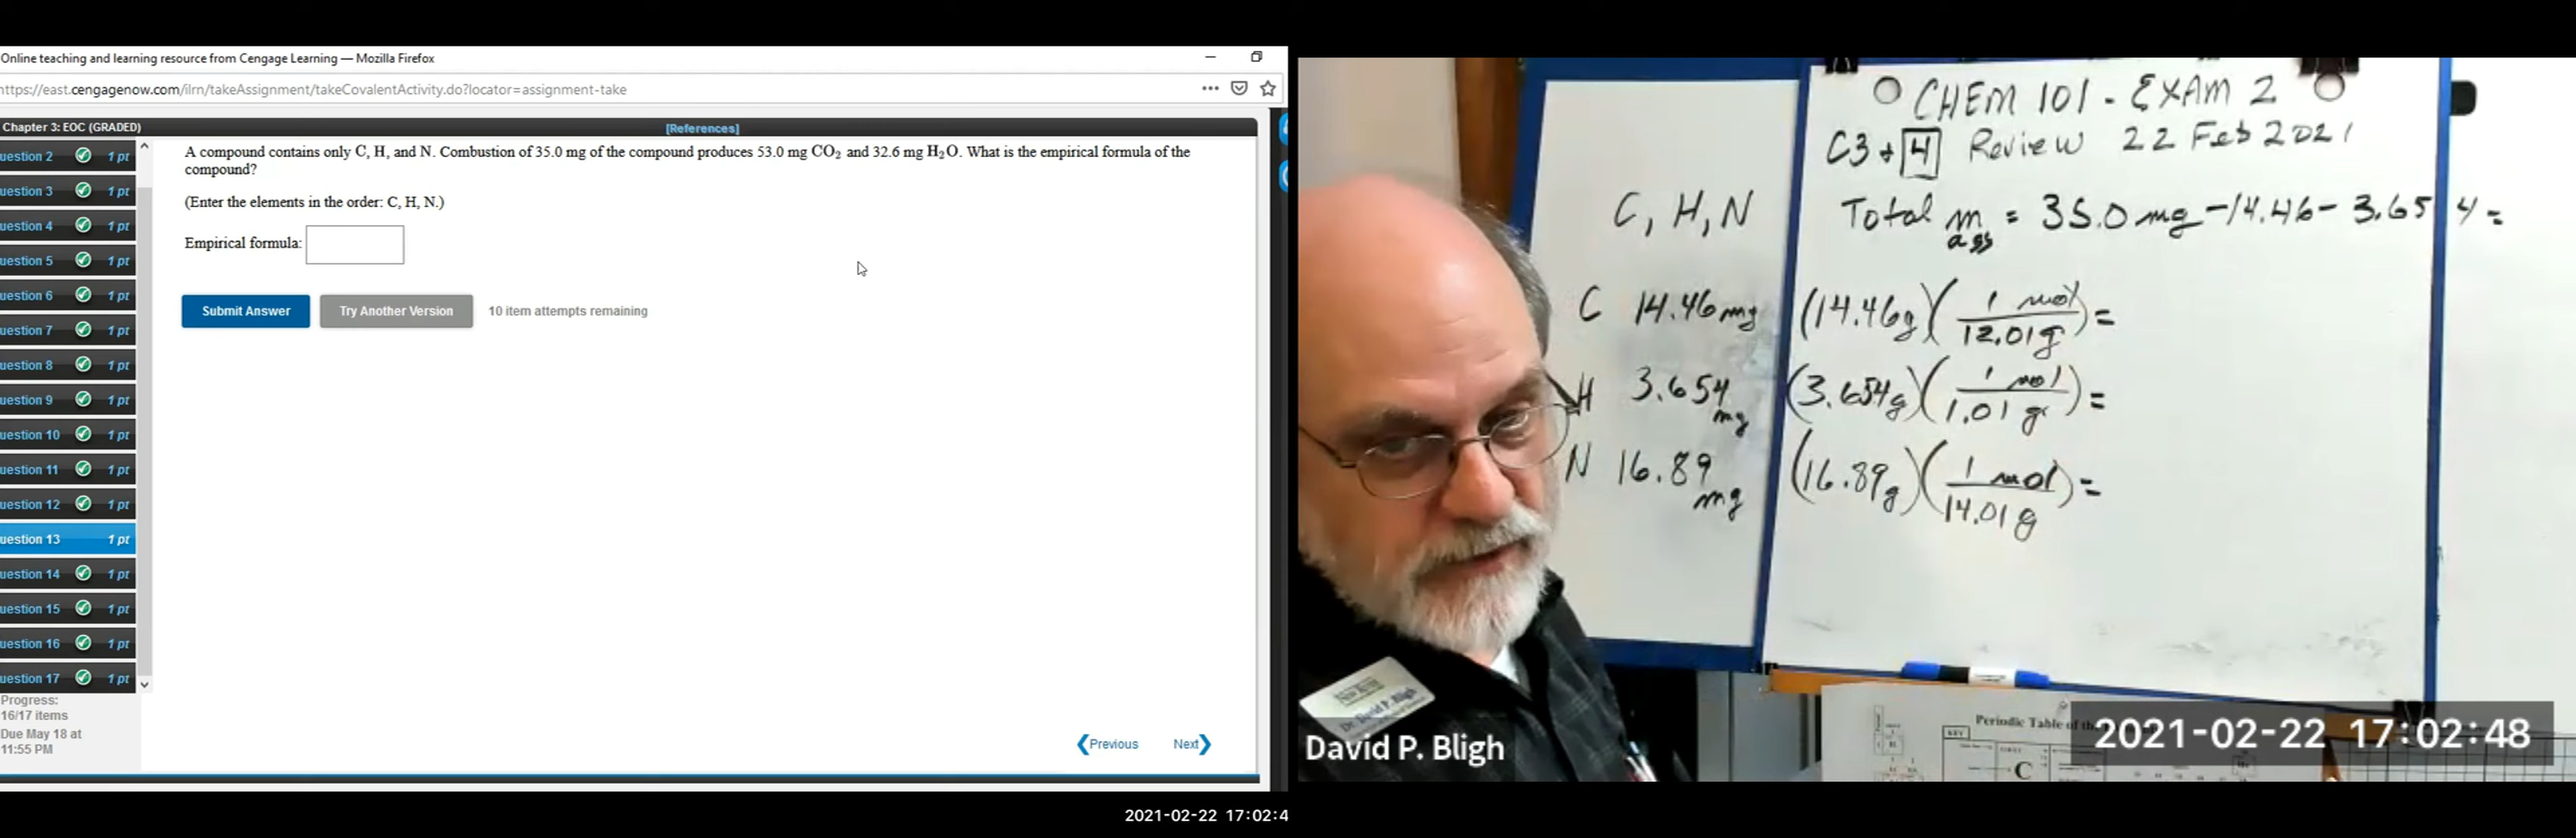 Online teaching and learning resource from Cengage Learning — Mozilla Firefox
https://east.cengagenow.com/ilrn/takeAssignment/takeCovalentActivity.do?locator=assignment-take
Chapter 3: EOC (GRADED)
[References]
uestion 2 1 pt
uestion 3 1 pt
uestion 4 1 pt
uestion 5 1 pt
uestion 6 1 pt
uestion 7 1 pt
uestion 8 1 pt
uestion 9 1 pt
uestion 10 1 pt
uestion 11 1 pt
uestion 12 1 pt
uestion 13 1 pt
uestion 14 1 pt
uestion 15 1 pt
uestion 16 1 pt
uestion 17 1 pt
Progress:
16/17 items
Due May 18 at
11:55 PM
A compound contains only C, H, and N. Combustion of 35.0 mg of the compound produces 53.0 mg CO₂ and 32.6 mg H₂O. What is the empirical formula of the
compound?
(Enter the elements in the order: C, H, N.)
Empirical formula:
Submit Answer Try Another Version 10 item attempts remaining
Previous Next
2021-02-22 17:02:4
CHEM 101 - EXAM 2
C3 + 4 Review 22 Feb 2021
C, H, N
Total mass = 35.0 mg - 14.46 - 3.654 =
C 14.46 mg (14.46g)(1 mol/12.01g) =
H 3.654 mg (3.654g)(1 mol/1.01 g) =
N 16.89 mg (16.89g)(1 mol/14.01g) =
Dr. David P. Bligh
Periodic Table of the
KEY
C
David P. Bligh
2021-02-22 17:02:48